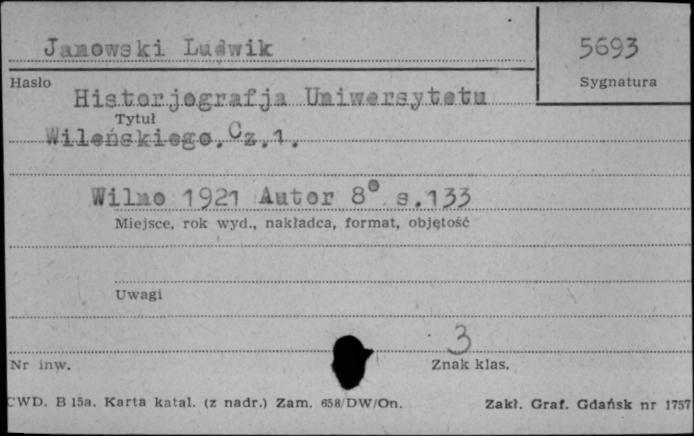 Janowski Ludwik
5693
Hasło
Sygnatura
Historjografja Uniwersytetu
Tytuł
Wileńskiego. Cz.1.
Wilno 1921 Autor 8° s.133
Miejsce, rok wyd., nakładca, format, objętość
Uwagi
3
Nr inw.
Znak klas.
CWD. B 15a. Karta katal. (z nadr.) Zam. 658/DW/On.
Zakł. Graf. Gdańsk nr 1757